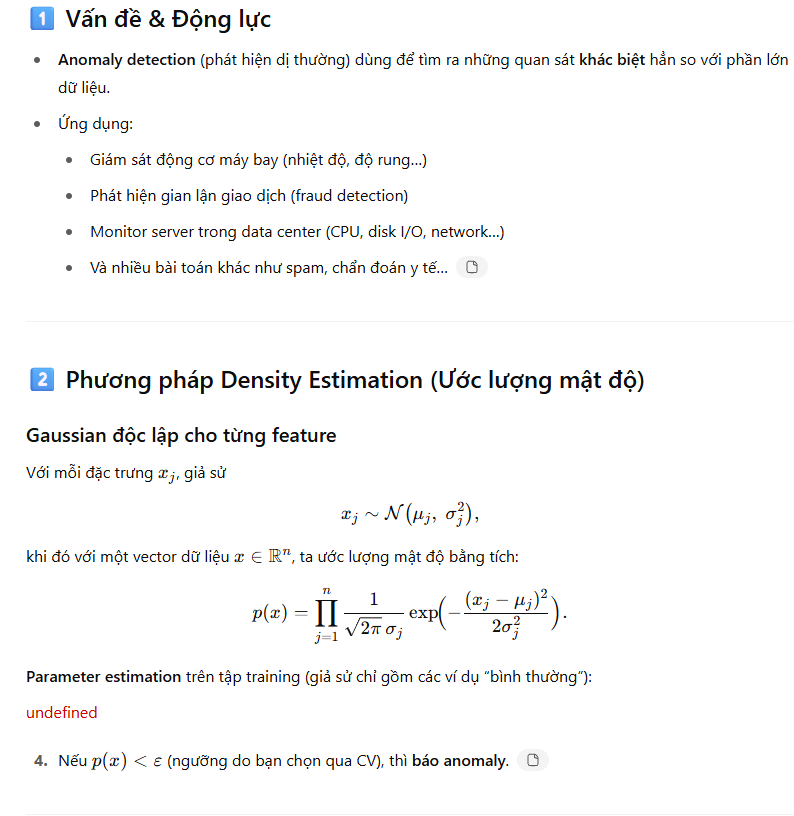 1 Vấn đề & Động lực
• Anomaly detection (phát hiện dị thường) dùng để tìm ra những quan sát khác biệt hẳn so với phần lớn
dữ liệu.
• Ứng dụng:
• Giám sát động cơ máy bay (nhiệt độ, độ rung...)
• Phát hiện gian lận giao dịch (fraud detection)
• Monitor server trong data center (CPU, disk I/O, network...)
• Và nhiều bài toán khác như spam, chẩn đoán y tế...
2 Phương pháp Density Estimation (Ước lượng mật độ)
Gaussian độc lập cho từng feature
Với mỗi đặc trưng x_j, giả sử
x_j ∼ 𝒩(μ_j, σ_j^2),
khi đó với một vector dữ liệu x ∈ ℝ^n, ta ước lượng mật độ bằng tích:
p(x) = ∏_{j=1}^{n} \frac{1}{\sqrt{2π} σ_j} exp(−\frac{(x_j − μ_j)^2}{2σ_j^2}).
Parameter estimation trên tập training (giả sử chỉ gồm các ví dụ “bình thường”):
undefined
4. Nếu p(x) < ε (ngưỡng do bạn chọn qua CV), thì báo anomaly.